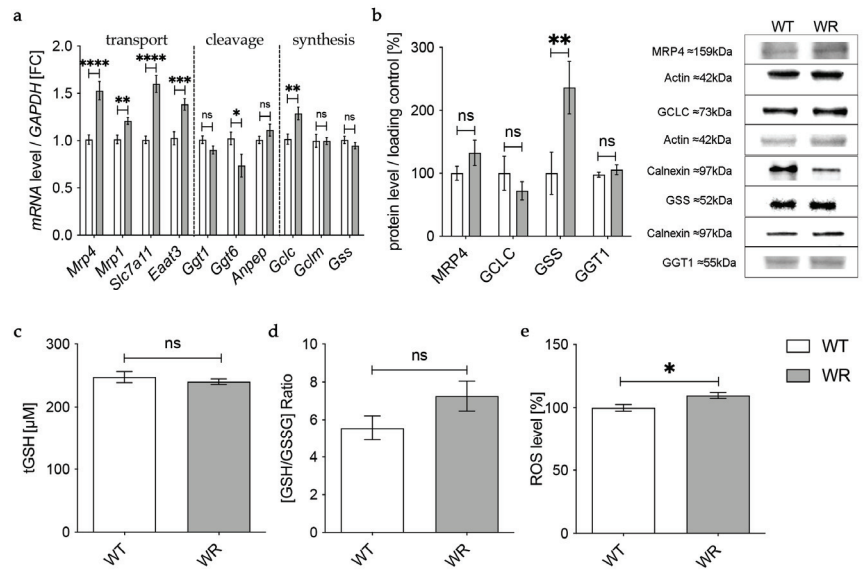 a
transport
cleavage
synthesis
mRNA level / GAPDH [FC]
2.0
1.5
1.0
0.5
0.0
****
**
****
***
ns
*
ns
**
ns
ns
Mrp4
Mrp1
Slc7a11
Eaat3
Ggt1
Ggt6
Anpep
Gclc
Gclm
Gss
b
protein level / loading control [%]
300
200
100
0
ns
ns
**
ns
MRP4
GCLC
GSS
GGT1
WT WR
MRP4 ≈159kDa
Actin ≈42kDa
GCLC ≈73kDa
Actin ≈42kDa
Calnexin ≈97kDa
GSS ≈52kDa
Calnexin ≈97kDa
GGT1 ≈55kDa
c
tGSH [µM]
300
200
100
0
ns
WT
WR
d
[GSH/GSSG] Ratio
10
8
6
4
2
0
ns
WT
WR
e
ROS level [%]
150
100
50
0
*
WT
WR
WT
WR